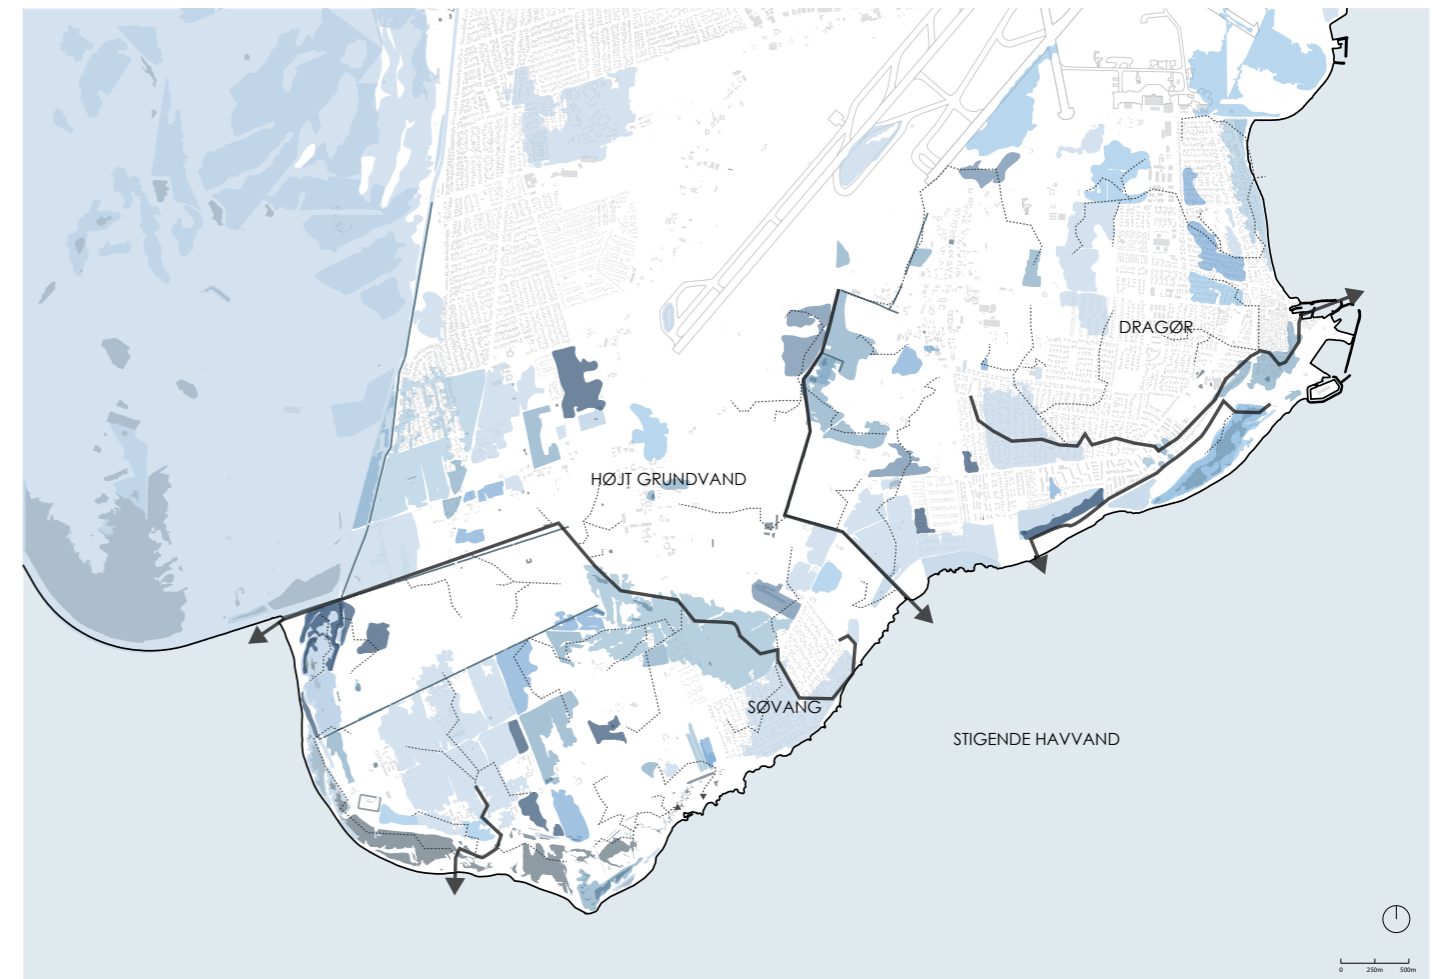 DRAGØR
HØJT GRUNDVAND
SØVANG
STIGENDE HAVVAND
0 250m 500m